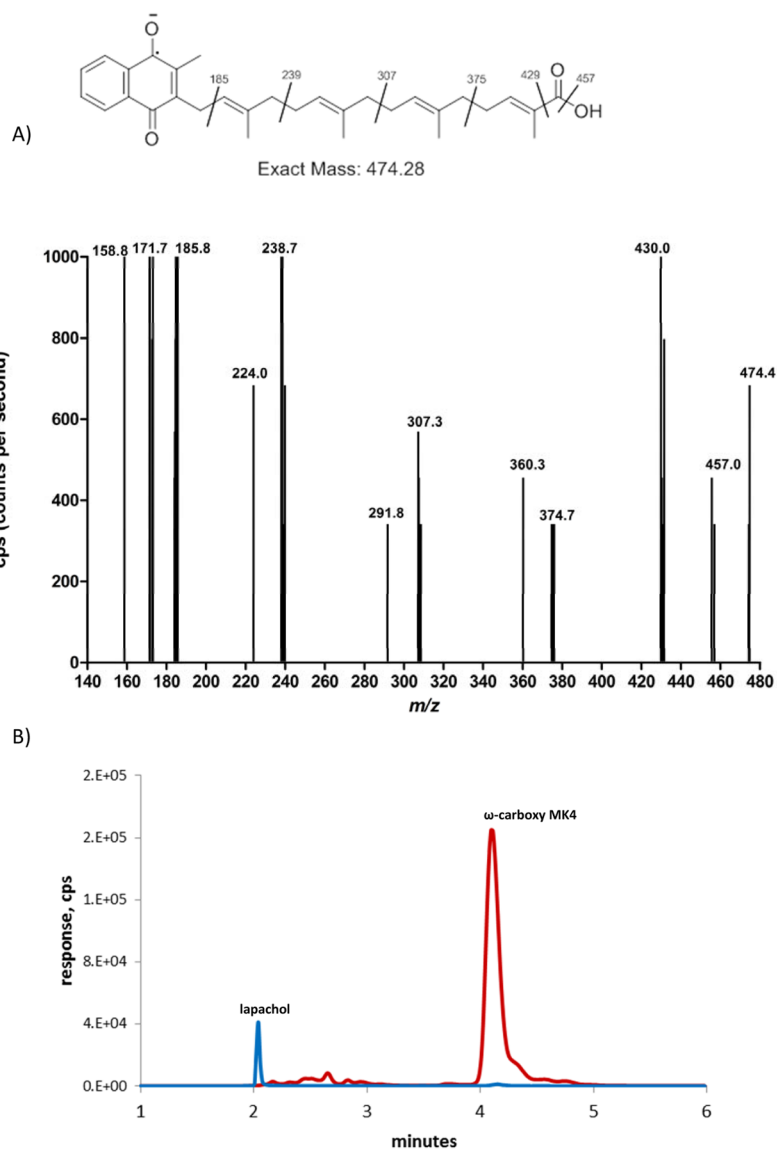 A)
O
185 239 307 375 429 457
O
OH
O
Exact Mass: 474.28
cps (counts per second)
1000
800
600
400
200
0
158.8 171.7 185.8 224.0 238.7 291.8 307.3 360.3 374.7 430.0 457.0 474.4
140 160 180 200 220 240 260 280 300 320 340 360 380 400 420 440 460 480
m/z
B)
response, cps
2.E+05
2.E+05
1.E+05
8.E+04
4.E+04
0.E+00
lapachol
ω-carboxy MK4
1 2 3 4 5 6
minutes